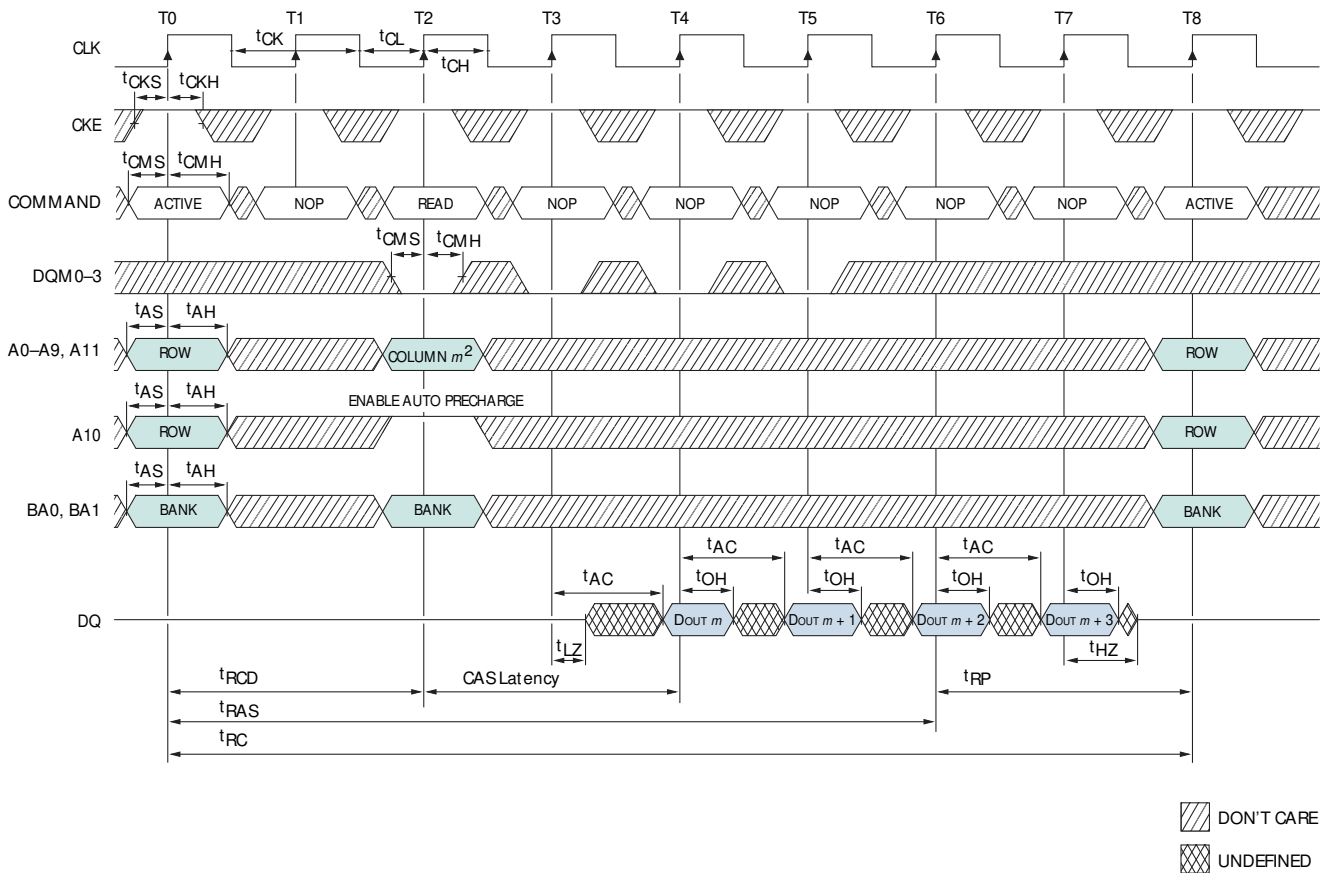 T0 T1 T2 T3 T4 T5 T6 T7 T8
CLK
tCK tCL
tCH
tCKS tCKH
CKE
tCMS tCMH
COMMAND ACTIVE NOP READ NOP NOP NOP NOP NOP ACTIVE
tCMS tCMH
DQM0–3
tAS tAH
A0–A9, A11 ROW COLUMN m2 ROW
tAS tAH ENABLE AUTO PRECHARGE
A10 ROW ROW
tAS tAH
BA0, BA1 BANK BANK BANK
tAC tAC tAC
tAC tOH tOH tOH tOH
DQ DOUT m DOUT m + 1 DOUT m + 2 DOUT m + 3
tLZ tHZ
tRCD CAS Latency tRP
tRAS
tRC
DON'T CARE
UNDEFINED